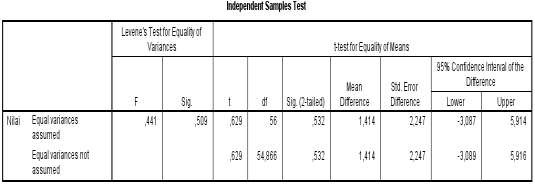 Independent Samples Test
Levene's Test for Equality of Variances t-test for Equality of Means
95% Confidence Interval of the Difference
F Sig. t df Sig. (2-tailed) Mean Difference Std. Error Difference Lower Upper
Nilai Equal variances assumed ,441 ,509 ,629 56 ,532 1,414 2,247 -3,087 5,914
Equal variances not assumed ,629 54,866 ,532 1,414 2,247 -3,089 5,916